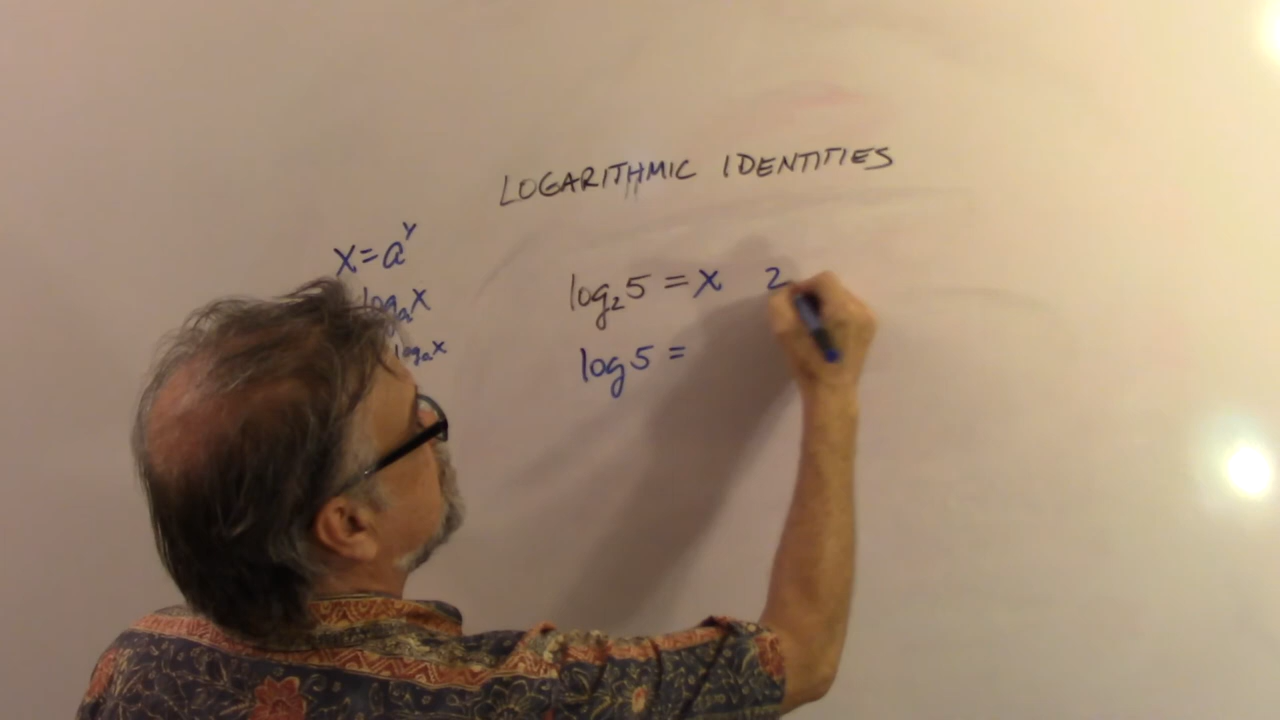 LOGARITHMIC IDENTITIES
x=a^y
log_a x
log_a x
log_2 5 = x 2
log 5 =